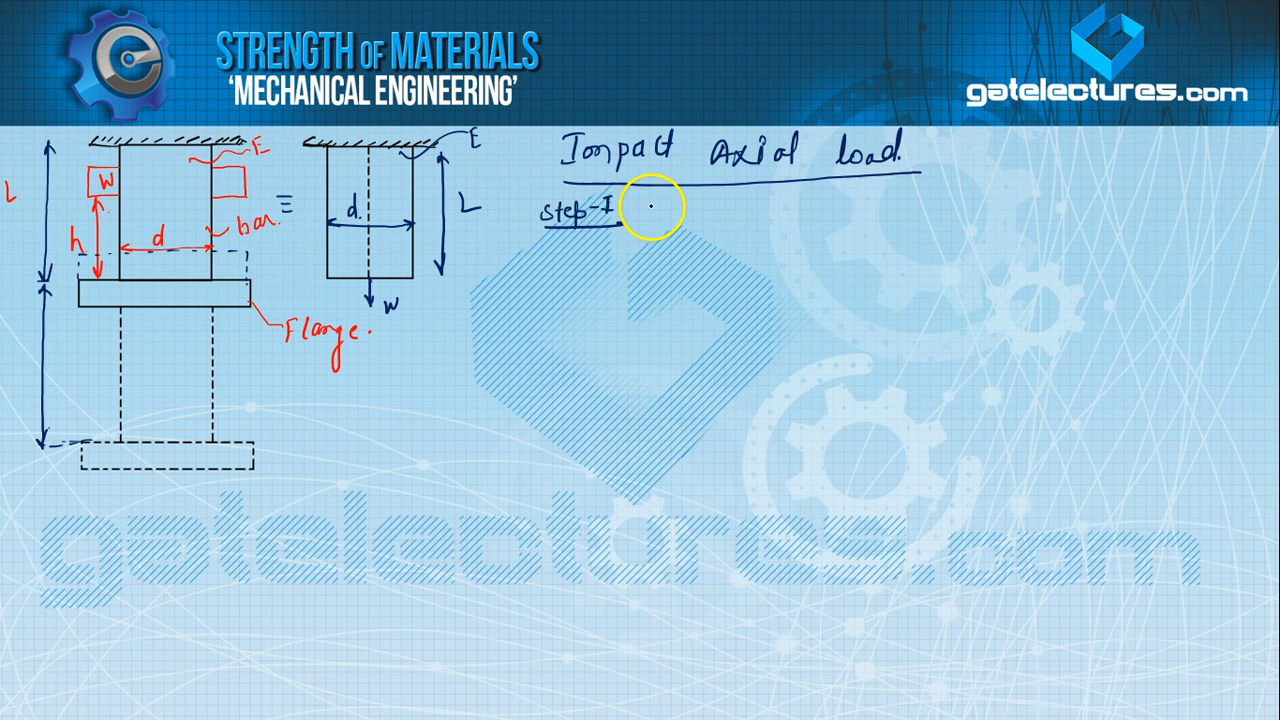 STRENGTH OF MATERIALS
'MECHANICAL ENGINEERING'
gatelectures.com
Impact Axial load.
Step-I
E
E
W
L
h
d
bar.
≡
d.
L
W
Flange.
gatelectures.com